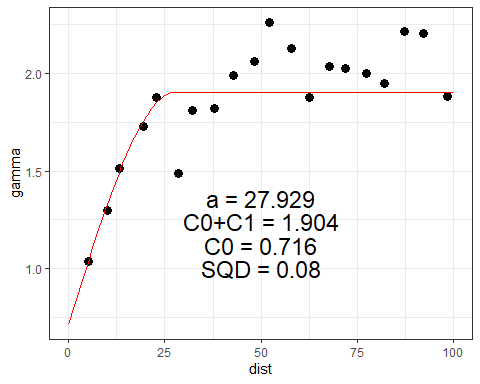 gamma
2.0
1.5
1.0
a = 27.929
C0+C1 = 1.904
C0 = 0.716
SQD = 0.08
0 25 50 75 100
dist